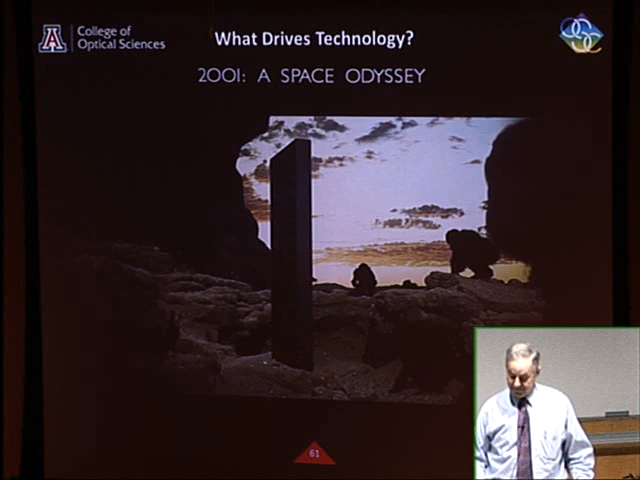 A
College of
Optical Sciences
What Drives Technology?
2001: A SPACE ODYSSEY
61